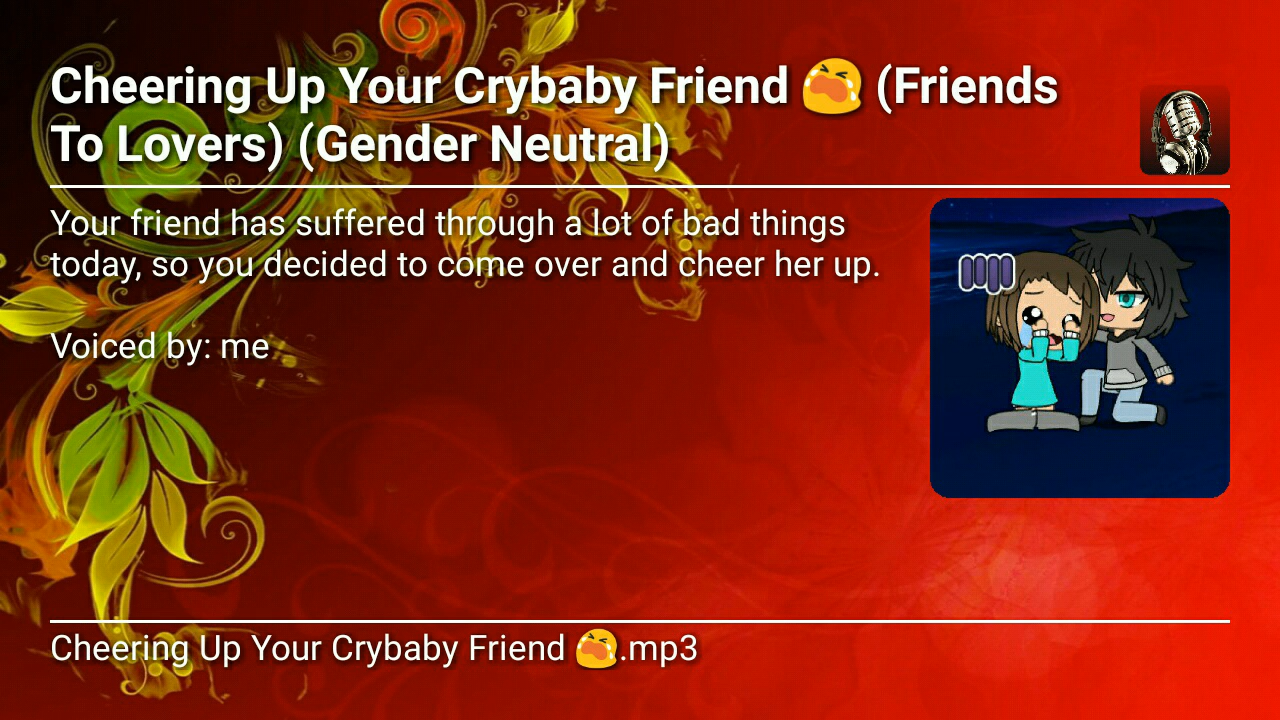 Cheering Up Your Crybaby Friend 😭 (Friends
To Lovers) (Gender Neutral)
Your friend has suffered through a lot of bad things
today, so you decided to come over and cheer her up.
Voiced by: me
Cheering Up Your Crybaby Friend 😭.mp3